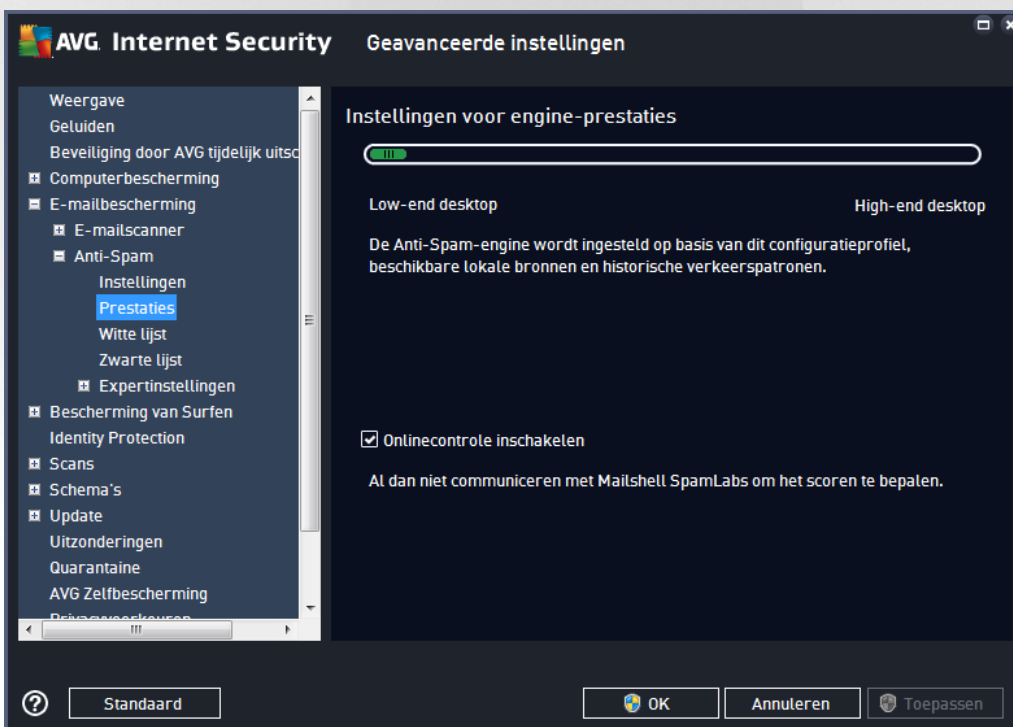 AVG. Internet Security
Geavanceerde instellingen
Weergave
Geluiden
Beveiliging door AVG tijdelijk uitsc
Computerbescherming
E-mailbescherming
E-mailscanner
Anti-Spam
Instellingen
Prestaties
Witte lijst
Zwarte lijst
Expertinstellingen
Bescherming van Surfen
Identity Protection
Scans
Schema's
Update
Uitzonderingen
Quarantaine
AVG Zelfbescherming
Privacyvoorkeuren
Instellingen voor engine-prestaties
Low-end desktop
High-end desktop
De Anti-Spam-engine wordt ingesteld op basis van dit configuratieprofiel,
beschikbare lokale bronnen en historische verkeerspatronen.
Onlinecontrole inschakelen
Al dan niet communiceren met Mailshell SpamLabs om het scoren te bepalen.
Standaard
OK
Annuleren
Toepassen